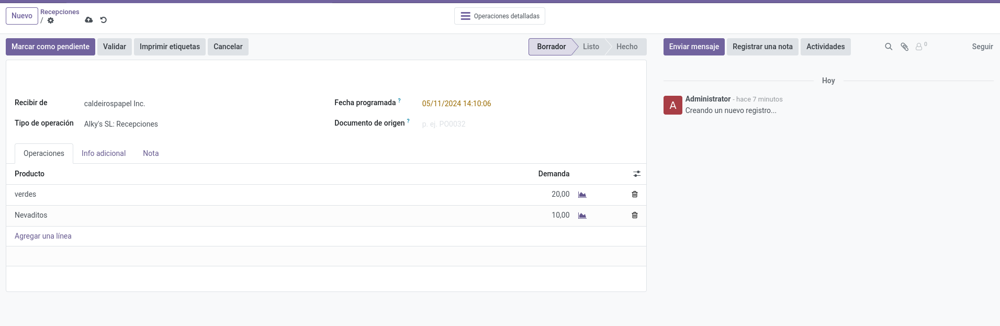 Nuevo
Recepciones
/
Operaciones detalladas
Marcar como pendiente
Validar
Imprimir etiquetas
Cancelar
Borrador
Listo
Hecho
Enviar mensaje
Registrar una nota
Actividades
0
Seguir
Hoy
Recibir de
caldeirospapel Inc.
Fecha programada ?
05/11/2024 14:10:06
A
Administrator - hace 7 minutos
Creando un nuevo registro...
Tipo de operación
Alky's SL: Recepciones
Documento de origen ?
p. ej. PO0032
Operaciones
Info adicional
Nota
Producto
Demanda
verdes
20,00
Nevaditos
10,00
Agregar una línea